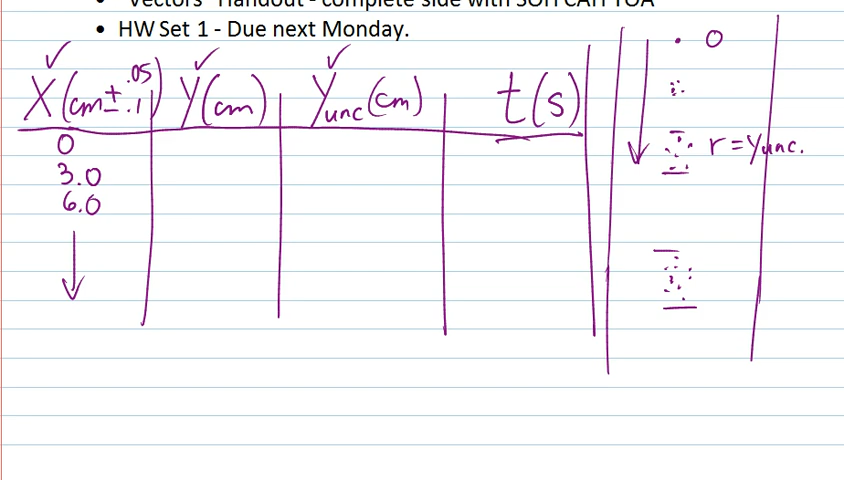 "Vectors" Handout - complete side with SOH CAH TOA
• HW Set 1 - Due next Monday.
X (cm ± .05 .1) Y (cm) Yunc (cm) t (s)
0
3.0
6.0
0
r = Yunc.